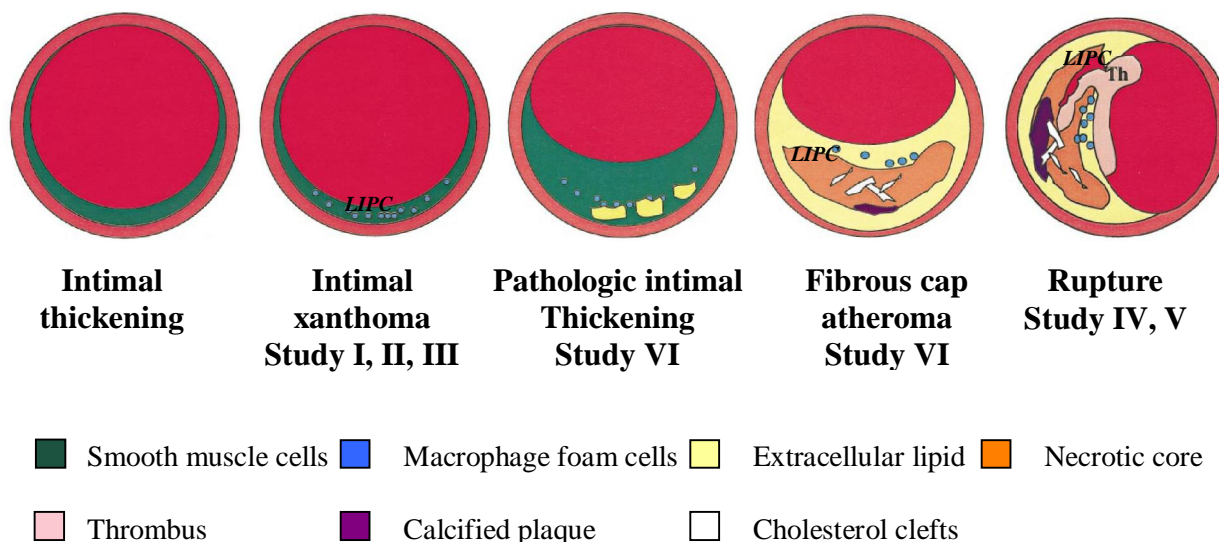 LIPC
LIPC
LIPC
Th
Intimal
thickening
Intimal
xanthoma
Study I, II, III
Pathologic intimal
Thickening
Study VI
Fibrous cap
atheroma
Study VI
Rupture
Study IV, V
Smooth muscle cells
Macrophage foam cells
Extracellular lipid
Necrotic core
Thrombus
Calcified plaque
Cholesterol clefts